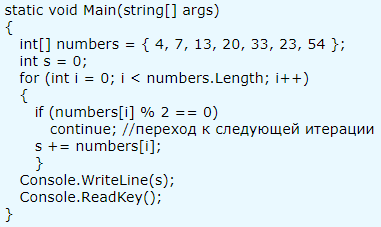 static void Main(string[] args)
{
int[] numbers = { 4, 7, 13, 20, 33, 23, 54 };
int s = 0;
for (int i = 0; i < numbers.Length; i++)
{
if (numbers[i] % 2 == 0)
continue; //переход к следующей итерации
s += numbers[i];
}
Console.WriteLine(s);
Console.ReadKey();
}